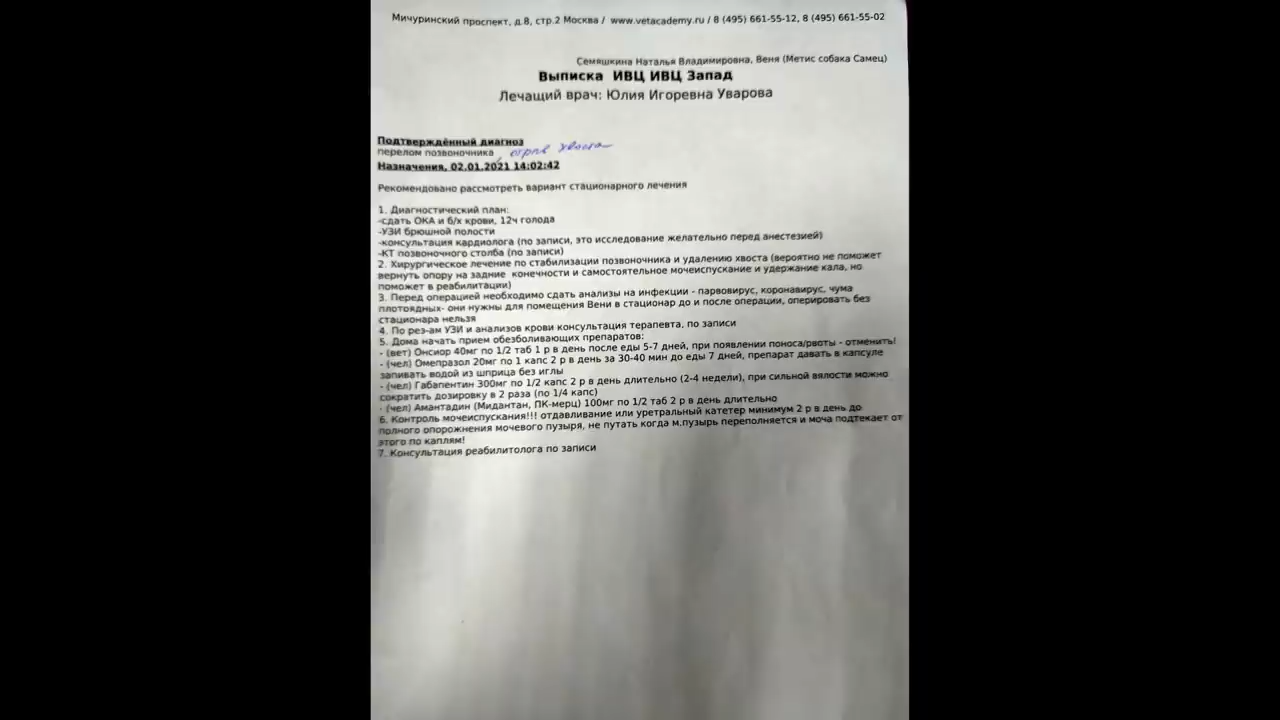 Мичуринский проспект, д.8, стр.2 Москва / www.vetacademy.ru / 8 (495) 661-55-12, 8 (495) 661-55-02
Семяшкина Наталья Владимировна, Веня (Метис собака Самец)
Выписка ИВЦ ИВЦ Запад
Лечащий врач: Юлия Игоревна Уварова
Подтверждённый диагноз
перелом позвоночника, отрыв хвоста
Назначения, 02.01.2021 14:02:42
Рекомендовано рассмотреть вариант стационарного лечения
1. Диагностический план:
-сдать ОКА и б/х крови, 12ч голода
-УЗИ брюшной полости
-консультация кардиолога (по записи, это исследование желательно перед анестезией)
-КТ позвоночного столба (по записи)
2. Хирургическое лечение по стабилизации позвоночника и удалению хвоста (вероятно не поможет
вернуть опору на задние конечности и самостоятельное мочеиспускание и удержание кала, но
поможет в реабилитации)
3. Перед операцией необходимо сдать анализы на инфекции - парвовирус, коронавирус, чума
плотоядных- они нужны для помещения Вени в стационар до и после операции, оперировать без
стационара нельзя
4. По рез-ам УЗИ и анализов крови консультация терапевта, по записи
5. Дома начать прием обезболивающих препаратов:
- (вет) Онсиор 40мг по 1/2 таб 1 р в день после еды 5-7 дней, при появлении поноса/рвоты - отменить!
- (чел) Омепразол 20мг по 1 капс 2 р в день за 30-40 мин до еды 7 дней, препарат давать в капсуле
запивать водой из шприца без иглы
- (чел) Габапентин 300мг по 1/2 капс 2 р в день длительно (2-4 недели), при сильной вялости можно
сократить дозировку в 2 раза (по 1/4 капс)
- (чел) Амантадин (Мидантан, ПК-мерц) 100мг по 1/2 таб 2 р в день длительно
6. Контроль мочеиспускания!!! отдавливание или уретральный катетер минимум 2 р в день до
полного опорожнения мочевого пузыря, не путать когда м.пузырь переполняется и моча подтекает от
этого по каплям!
7. Консультация реабилитолога по записи